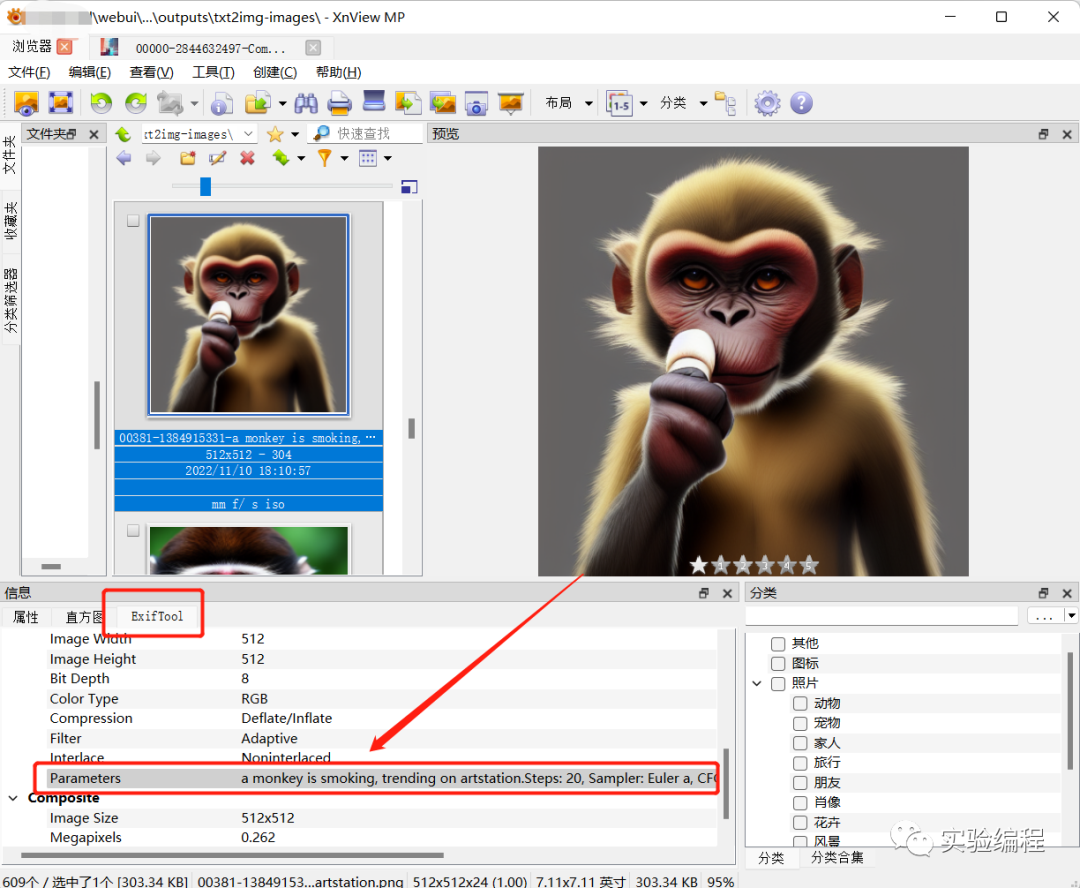 \webui\...\outputs\txt2img-images\ - XnView MP
浏览器
00000-2844632497-Com...
文件(F) 编辑(E) 查看(V) 工具(T) 创建(C) 帮助(H)
布局
1-5
分类
文件夹
文件夹
xt2img-images\
快速查找
预览
收藏夹
分类筛选器
00381-1384915331-a monkey is smoking,...
512x512 - 304
2022/11/10 18:10:57
mm f/ s iso
1 2 3 4 5
信息
分类
属性 直方图 ExifTool
...
Image Width 512
Image Height 512
Bit Depth 8
Color Type RGB
Compression Deflate/Inflate
Filter Adaptive
Interlace Noninterlaced
Parameters a monkey is smoking, trending on artstation.Steps: 20, Sampler: Euler a, CF
Composite
Image Size 512x512
Megapixels 0.262
其他
图标
照片
动物
宠物
家人
旅行
朋友
肖像
花卉
风景
实验编程
分类 分类合集
609个 / 选中了1个 [303.34 KB] 00381-13849153...artstation.png 512x512x24 (1.00) 7.11x7.11 英寸 303.34 KB 95%